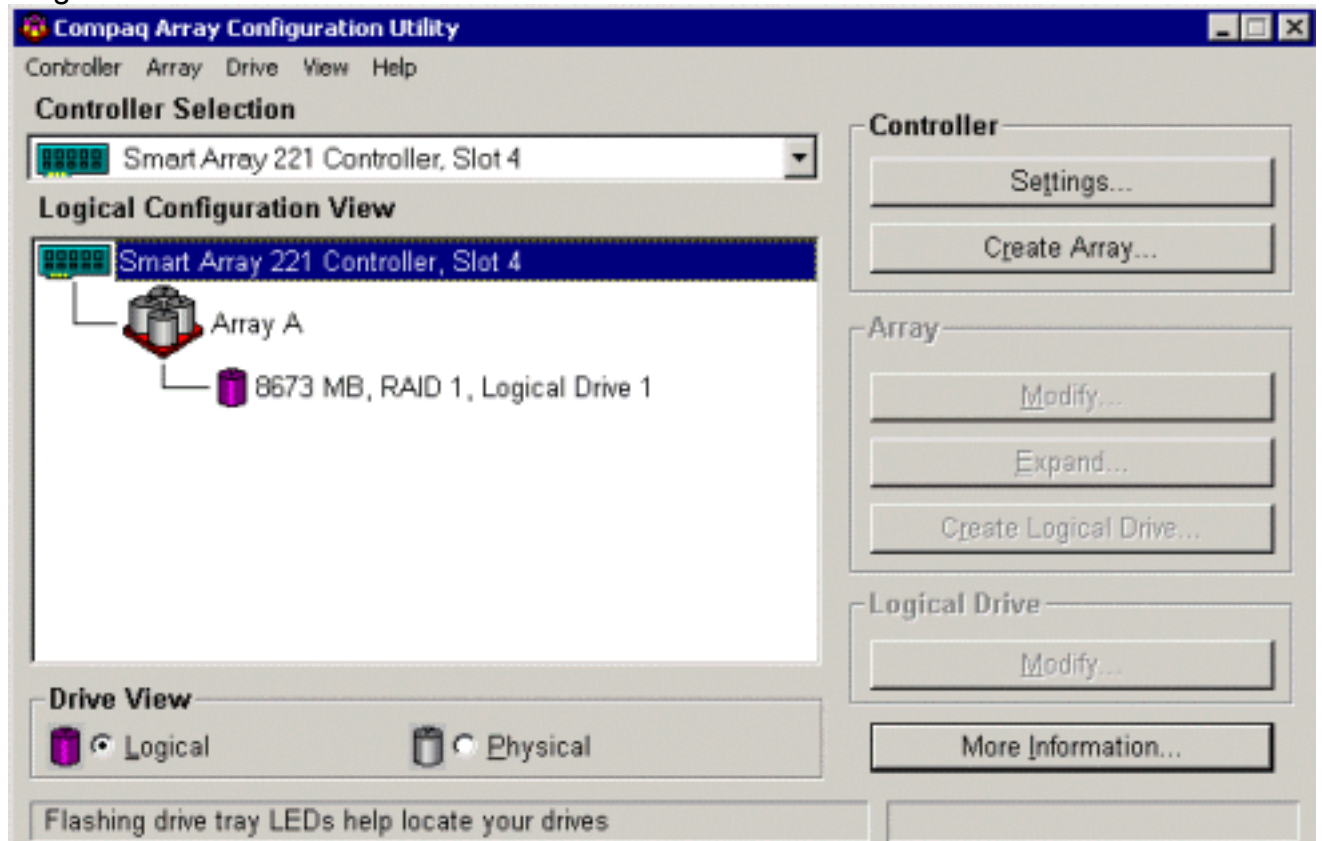 Compaq Array Configuration Utility
Controller Array Drive View Help
Controller Selection
Smart Array 221 Controller, Slot 4
Logical Configuration View
Smart Array 221 Controller, Slot 4
Array A
8673 MB, RAID 1, Logical Drive 1
Drive View
Logical
Physical
Controller
Settings...
Create Array...
Array
Modify...
Expand...
Create Logical Drive...
Logical Drive
Modify...
More Information...
Flashing drive tray LEDs help locate your drives